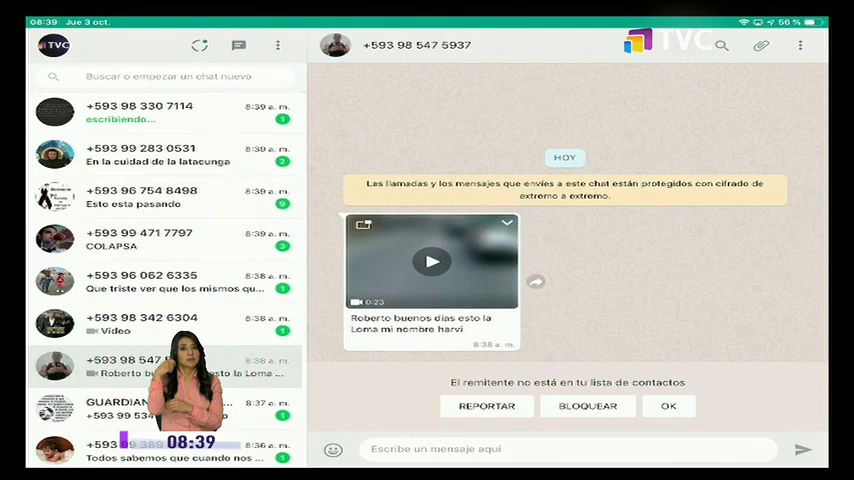 08:39 Jue 3 oct.
56 %
TVC
+593 98 547 5937
TVC
Buscar o empezar un chat nuevo
+593 98 330 7114
8:39 a. m.
escribiendo...
1
+593 99 283 0531
8:39 a. m.
En la cuidad de la latacunga
2
+593 96 754 8498
8:39 a. m.
Esto esta pasando
9
+593 99 471 7797
8:39 a. m.
COLAPSA
3
+593 96 062 6335
8:38 a. m.
Que triste ver que los mismos qu...
1
+593 98 342 6304
8:38 a. m.
Video
1
+593 98 547
8:38 a. m.
Roberto
esto la Loma ...
GUARDIAN
...
8:37 a. m.
+593 99 534
1
+593 99 389
8:36 a. m.
Todos sabemos que cuando nos ...
1
08:39
HOY
Las llamadas y los mensajes que envíes a este chat están protegidos con cifrado de
extremo a extremo.
0:23
Roberto buenos días esto la
Loma mi nombre harvi
8:38 a. m.
El remitente no está en tu lista de contactos
REPORTAR
BLOQUEAR
OK
Escribe un mensaje aquí